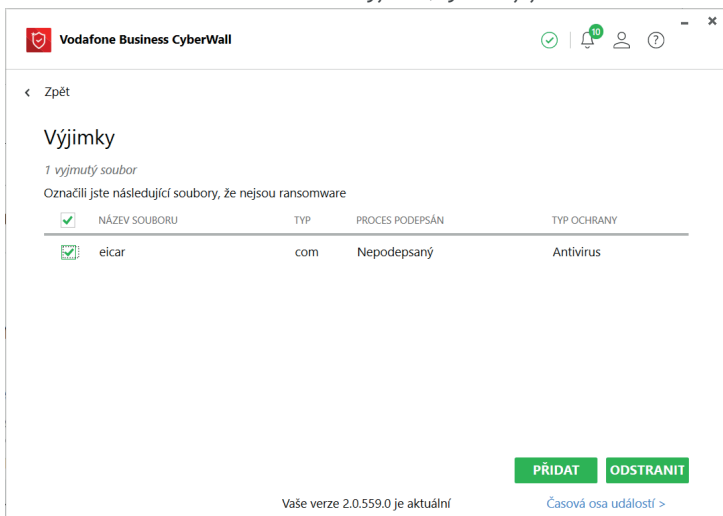 Vodafone Business CyberWall
10
Zpět
Výjimky
1 vyjmutý soubor
Označili jste následující soubory, že nejsou ransomware
NÁZEV SOUBORU TYP PROCES PODEPSÁN TYP OCHRANY
eicar com Nepodepsaný Antivirus
PŘIDAT ODSTRANIT
Vaše verze 2.0.559.0 je aktuální Časová osa událostí >